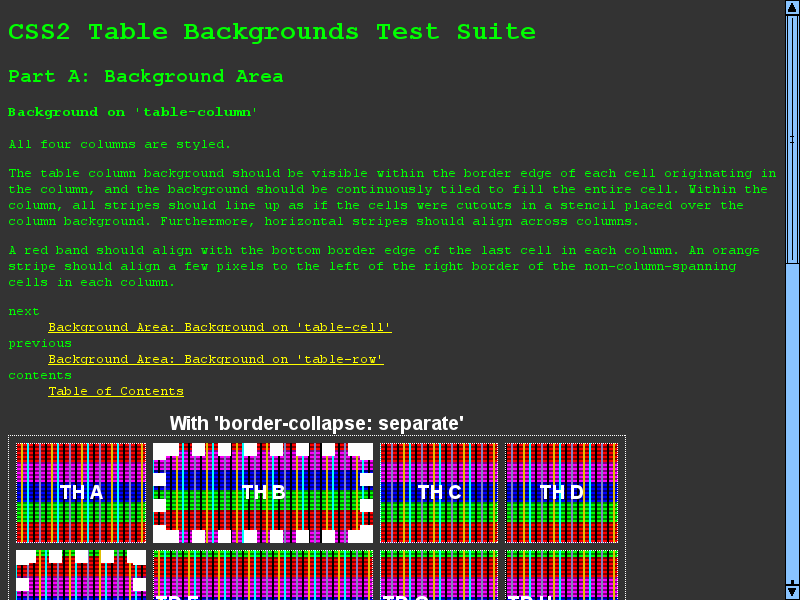 CSS2 Table Backgrounds Test Suite
Part A: Background Area
Background on 'table-column'
All four columns are styled.
The table column background should be visible within the border edge of each cell originating in
the column, and the background should be continuously tiled to fill the entire cell. Within the
column, all stripes should line up as if the cells were cutouts in a stencil placed over the
column background. Furthermore, horizontal stripes should align across columns.
A red band should align with the bottom border edge of the last cell in each column. An orange
stripe should align a few pixels to the left of the right border of the non-column-spanning
cells in each column.
next
Background Area: Background on 'table-cell'
previous
Background Area: Background on 'table-row'
contents
Table of Contents
With 'border-collapse: separate'
TH A TH B TH C TH D